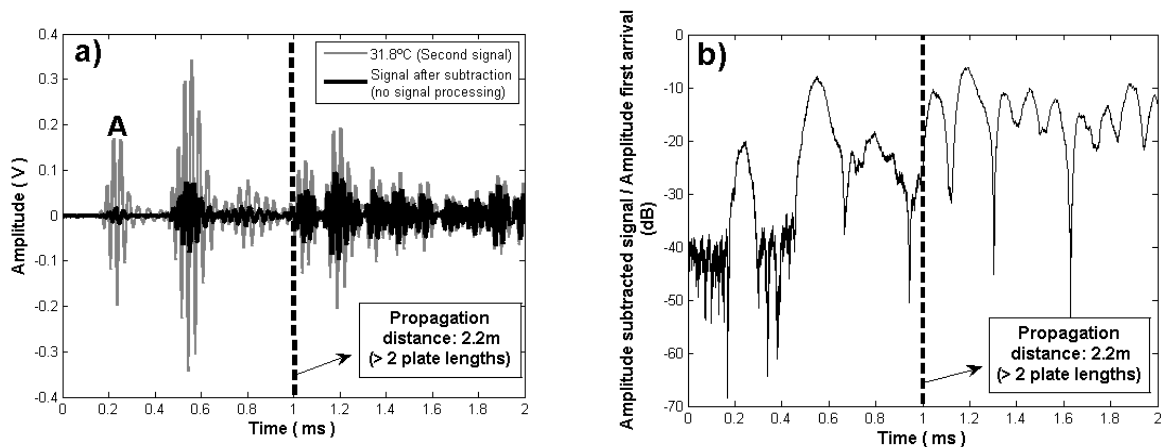 a)
0.4
0.3
0.2
0.1
0
-0.1
-0.2
-0.3
-0.4
Amplitude ( V )
A
31.8ºC (Second signal)
Signal after subtraction
(no signal processing)
Propagation
distance: 2.2m
(> 2 plate lengths)
0 0.2 0.4 0.6 0.8 1 1.2 1.4 1.6 1.8 2
Time ( ms )
b)
0
-10
-20
-30
-40
-50
-60
-70
Amplitude subtracted signal / Amplitude first arrival
(dB)
Propagation
distance: 2.2m
(> 2 plate lengths)
0 0.2 0.4 0.6 0.8 1 1.2 1.4 1.6 1.8 2
Time ( ms )